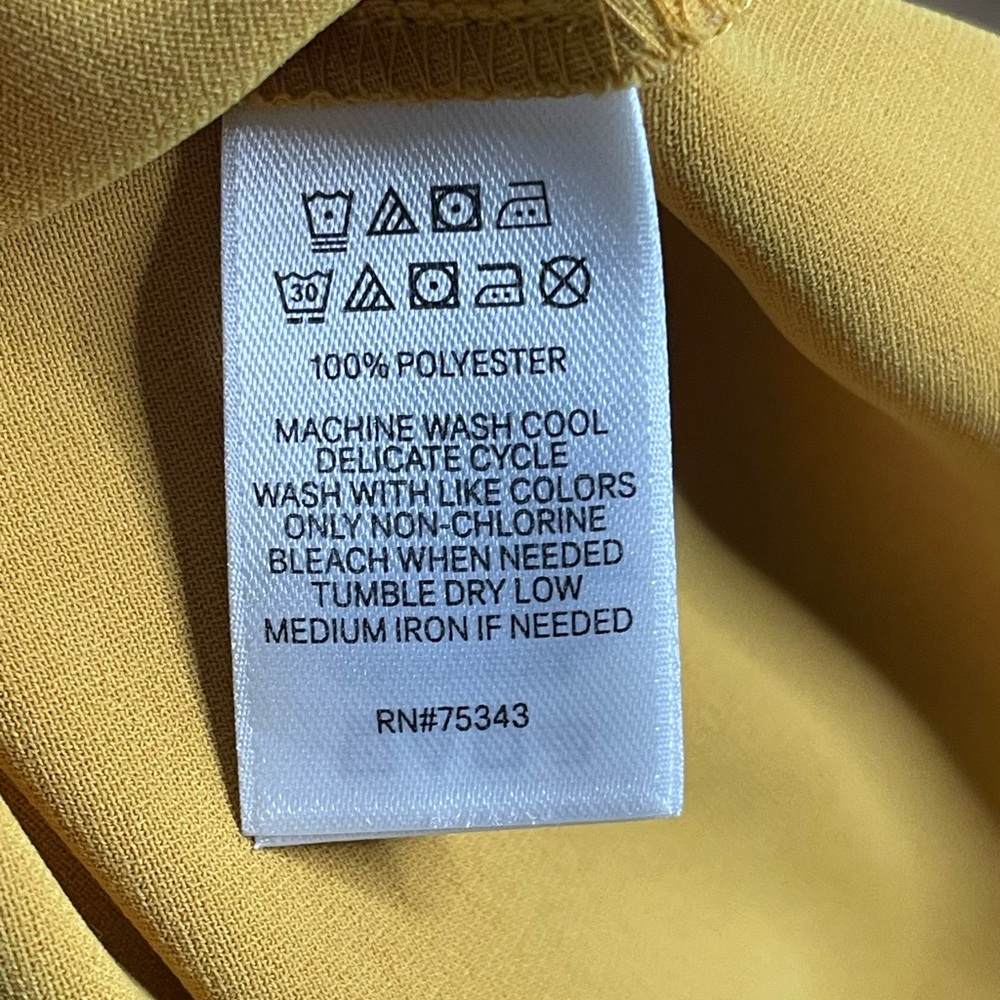 30
100% POLYESTER
MACHINE WASH COOL
DELICATE CYCLE
WASH WITH LIKE COLORS
ONLY NON-CHLORINE
BLEACH WHEN NEEDED
TUMBLE DRY LOW
MEDIUM IRON IF NEEDED
RN#75343